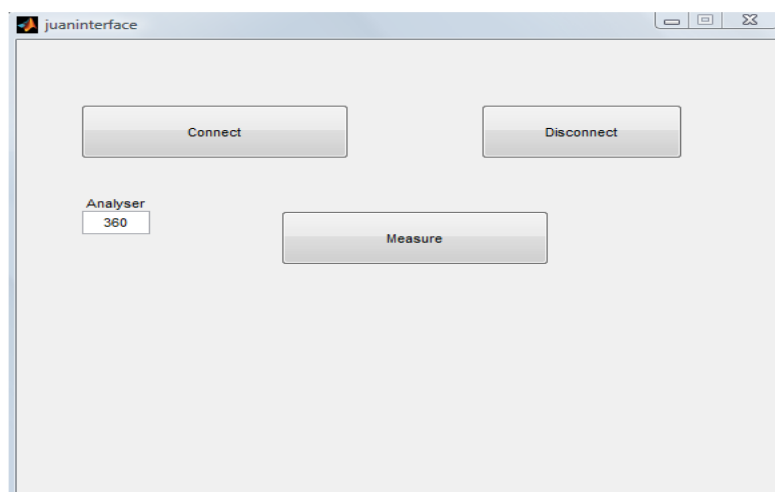 juaninterface
Connect
Disconnect
Analyser
360
Measure